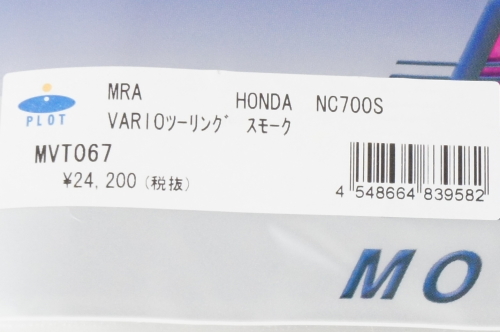 MRA HONDA NC700S
VARIOツーリング スモーク
PLOT
MVT067
¥24,200(税抜)
4 548664 839582
MO